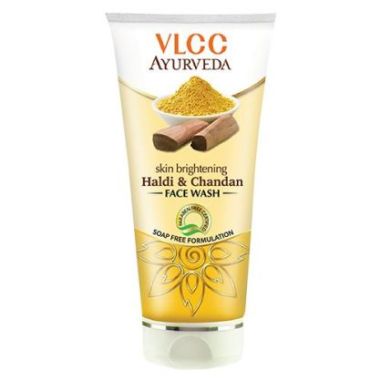 VLCC
AYURVEDA
skin brightening
Haldi & Chandan
FACE WASH
SOAP FREE FORMULATION